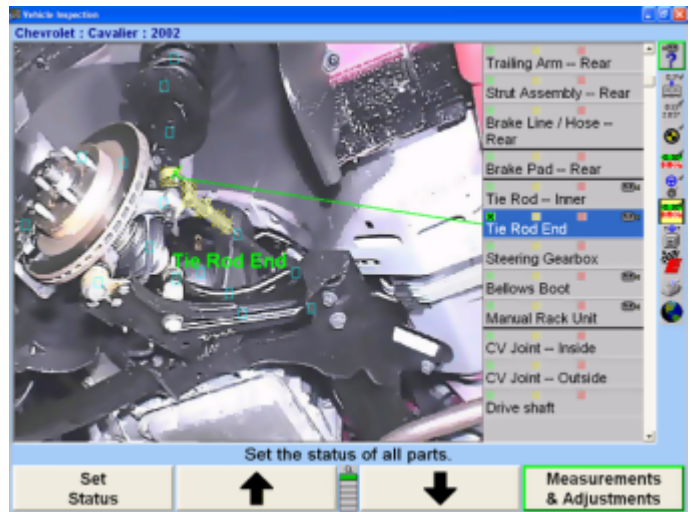 Vehicle Inspection
Chevrolet : Cavalier : 2002
Trailing Arm -- Rear
Strut Assembly -- Rear
Brake Line / Hose --
Rear
Brake Pad -- Rear
Tie Rod -- Inner
Tie Rod End
Steering Gearbox
Bellows Boot
Manual Rack Unit
CV Joint -- Inside
CV Joint -- Outside
Drive shaft
Tie Rod End
Set the status of all parts.
Set
Status
Measurements
& Adjustments